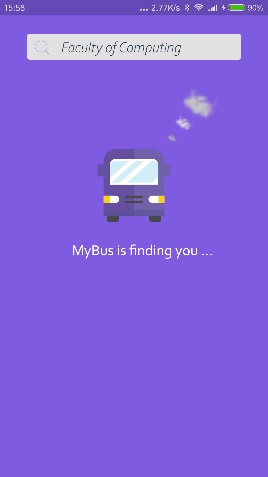 15:58 ... 2.77K/s 90%
Faculty of Computing
MyBus is finding you ...